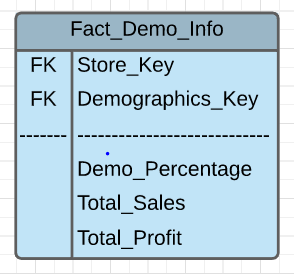 Fact_Demo_Info
FK Store_Key
FK Demographics_Key
------- ----------------------------
Demo_Percentage
Total_Sales
Total_Profit